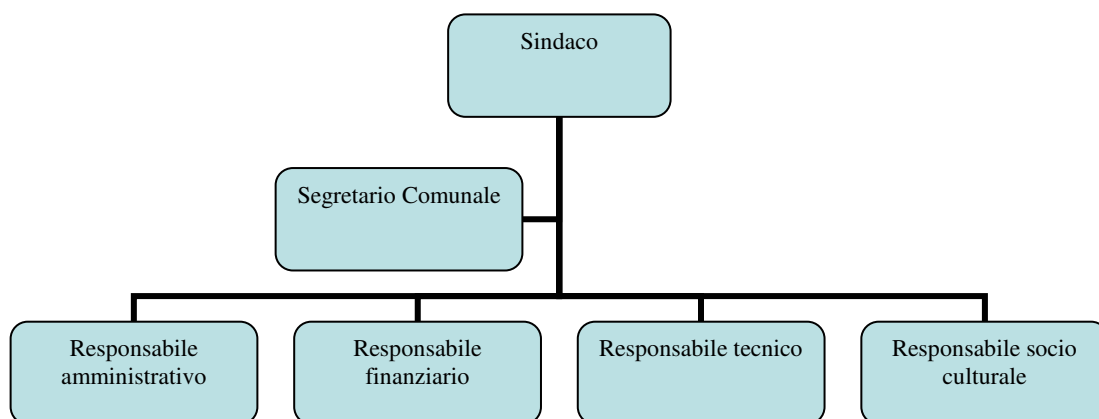 Sindaco
Segretario Comunale
Responsabile
amministrativo
Responsabile
finanziario
Responsabile tecnico
Responsabile socio
culturale